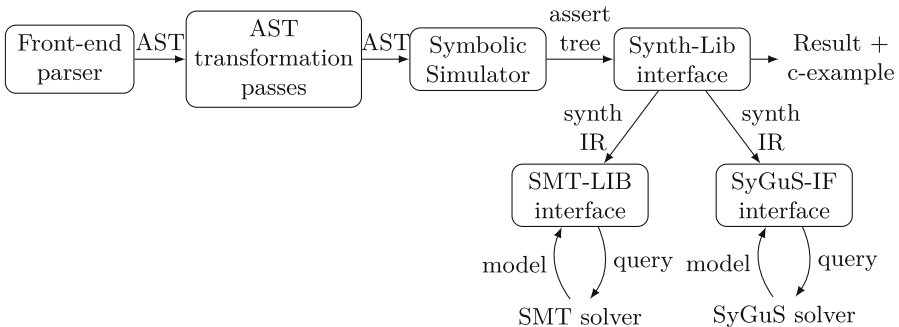 Front-end
parser
AST
AST
transformation
passes
AST
Symbolic
Simulator
assert
tree
Synth-Lib
interface
Result +
c-example
synth
IR
synth
IR
SMT-LIB
interface
SyGuS-IF
interface
model
query
model
query
SMT solver
SyGuS solver